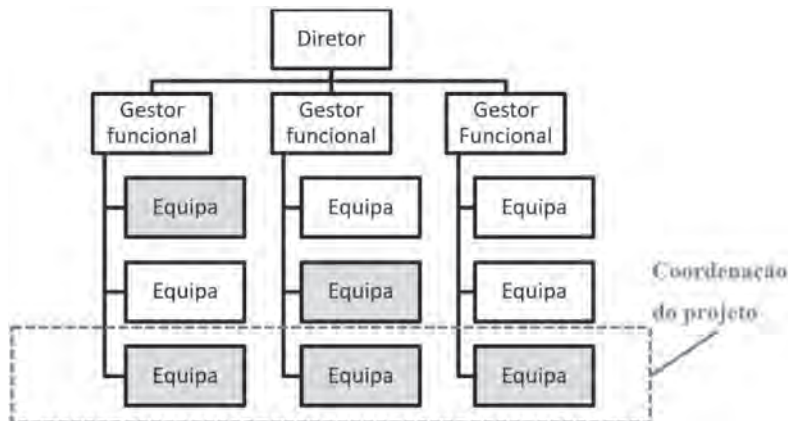 Diretor
Gestor
funcional
Gestor
funcional
Gestor
Funcional
Equipa
Equipa
Equipa
Equipa
Equipa
Equipa
Coordenação
do projeto
Equipa
Equipa
Equipa